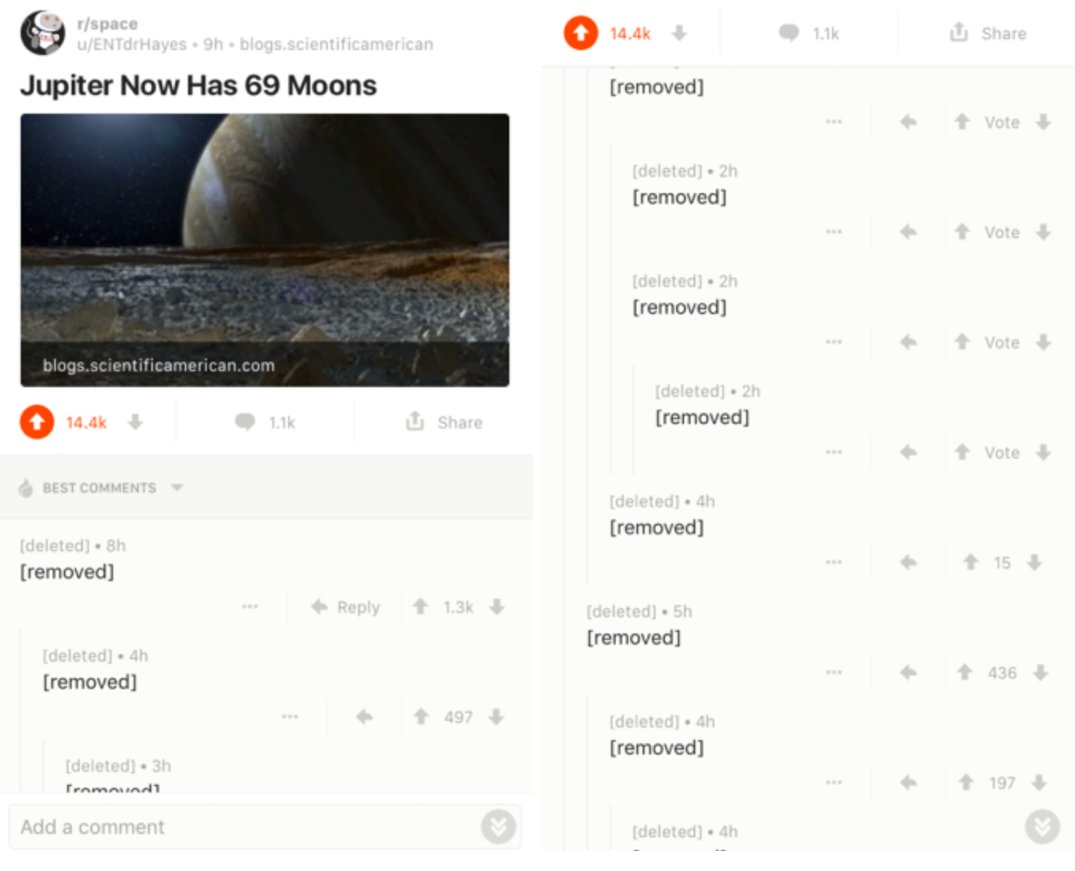 r/space
u/ENTdrHayes • 9h • blogs.scientificamerican
Jupiter Now Has 69 Moons
blogs.scientificamerican.com
14.4k 1.1k Share
BEST COMMENTS
[deleted] • 8h
[removed]
... Reply 1.3k
[deleted] • 4h
[removed]
... 497
[deleted] • 3h
[removed]
Add a comment
14.4k 1.1k Share
[removed]
... Vote
[deleted] • 2h
[removed]
... Vote
[deleted] • 2h
[removed]
... Vote
[deleted] • 2h
[removed]
... Vote
[deleted] • 4h
[removed]
... 15
[deleted] • 5h
[removed]
... 436
[deleted] • 4h
[removed]
... 197
[deleted] • 4h